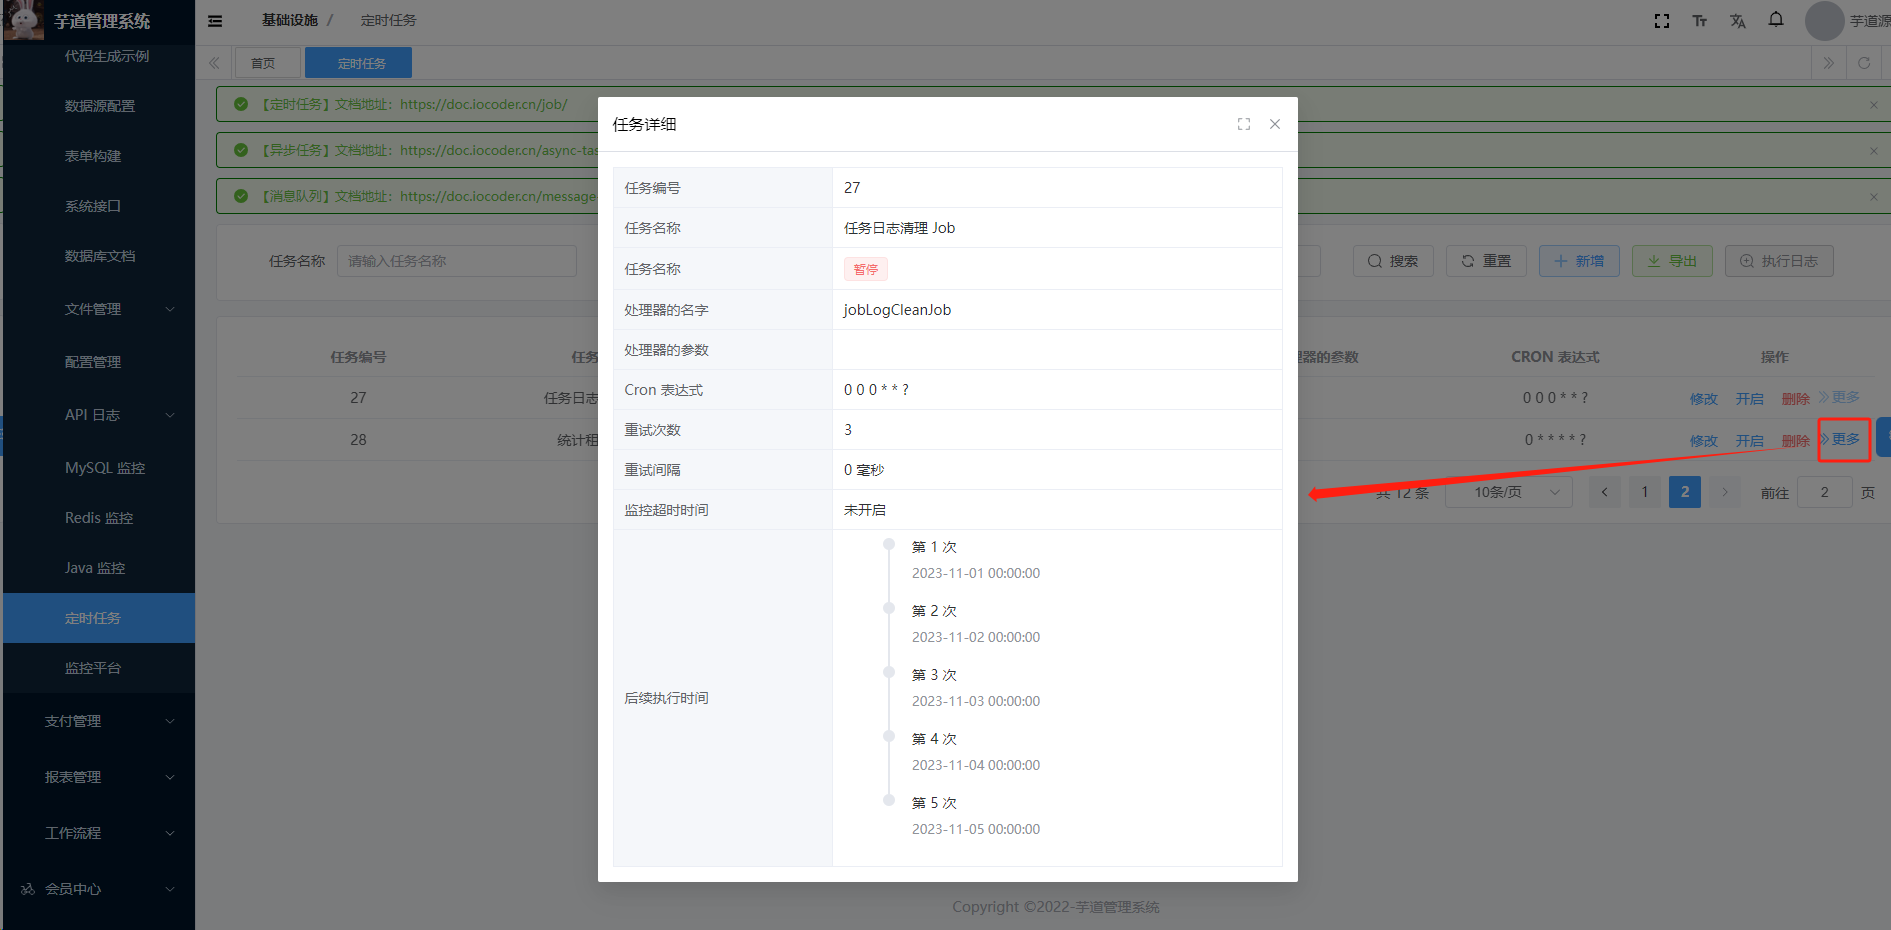 芋道管理系统
基础设施 / 定时任务
芋道源
代码生成示例
数据源配置
表单构建
系统接口
数据库文档
文件管理
配置管理
API 日志
MySQL 监控
Redis 监控
Java 监控
定时任务
监控平台
支付管理
报表管理
工作流程
会员中心
首页
定时任务
【定时任务】文档地址：https://doc.iocoder.cn/job/
【异步任务】文档地址：https://doc.iocoder.cn/async-tas
【消息队列】文档地址：https://doc.iocoder.cn/message-
任务名称 请输入任务名称
搜索 重置 新增 导出 执行日志
任务编号 任务 器的参数 CRON 表达式 操作
27 任务日志 0 0 0 * * ? 修改 开启 删除 更多
28 统计租 0 * * * * ? 修改 开启 删除 更多
共 12 条 10条/页 1 2 前往 2 页
任务详细
任务编号 27
任务名称 任务日志清理 Job
任务名称 暂停
处理器的名字 jobLogCleanJob
处理器的参数
Cron 表达式 0 0 0 * * ?
重试次数 3
重试间隔 0 毫秒
监控超时时间 未开启
后续执行时间
第 1 次
2023-11-01 00:00:00
第 2 次
2023-11-02 00:00:00
第 3 次
2023-11-03 00:00:00
第 4 次
2023-11-04 00:00:00
第 5 次
2023-11-05 00:00:00
Copyright ©2022-芋道管理系统